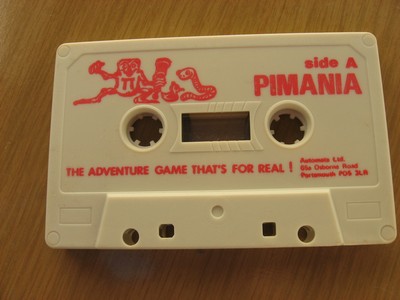 side A
PIMANIA
π
THE ADVENTURE GAME THAT'S FOR REAL !
Automata Ltd.
65a Osborne Road
Portsmouth PO5 3LR